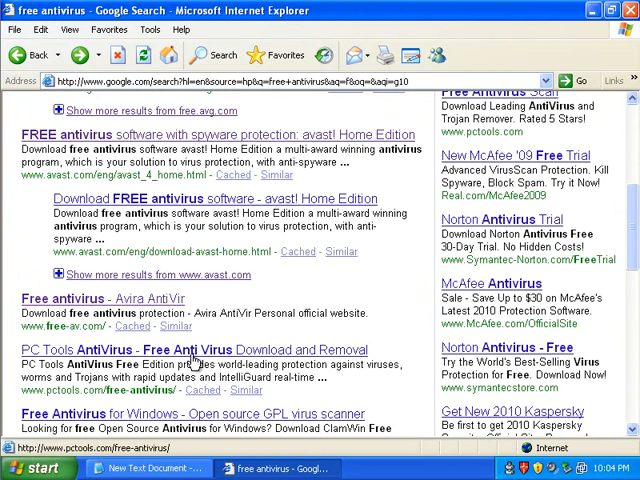 free antivirus - Google Search - Microsoft Internet Explorer
File Edit View Favorites Tools Help
Back Search Favorites
Address http://www.google.com/search?hl=en&source=hp&q=free+antivirus&aq=f&oq=&aqi=g10 Go Links
Show more results from free.avg.com
FREE antivirus software with spyware protection: avast! Home Edition
Download free antivirus software avast! Home Edition a multi-award winning antivirus
program, which is your solution to virus protection, with anti-spyware ...
www.avast.com/eng/avast_4_home.html - Cached - Similar
Download FREE antivirus software - avast! Home Edition
Download free antivirus software avast! Home Edition a multi-award winning
antivirus program, which is your solution to virus protection, with anti-
spyware ...
www.avast.com/eng/download-avast-home.html - Cached - Similar
Show more results from www.avast.com
Free antivirus - Avira AntiVir
Download free antivirus protection - Avira AntiVir Personal official website.
www.free-av.com/ - Cached - Similar
PC Tools AntiVirus - Free Anti Virus Download and Removal
PC Tools AntiVirus Free Edition provides world-leading protection against viruses,
worms and Trojans with rapid updates and IntelliGuard real-time ...
www.pctools.com/free-antivirus/ - Cached - Similar
Free Antivirus for Windows - Open source GPL virus scanner
Looking for free Open Source Antivirus for Windows? Download ClamWin Free
Free Antivirus Scan
Download Leading AntiVirus and
Trojan Remover. Rated 5 Stars!
www.pctools.com
New McAfee '09 Free Trial
Advanced VirusScan Protection. Kill
Spyware, Block Spam. Try it Now!
Real.com/McAfee2009
Norton AntiVirus Trial
Download Norton Antivirus Free
30-Day Trial. No Hidden Costs!
www.Symantec-Norton.com/FreeTrial
McAfee Antivirus
Sale - Save Up to $30 on McAfee's
Latest 2010 Protection Software.
www.McAfee.com/OfficialSite
Norton Antivirus - Free
Try the World's Best-Selling Virus
Protection for Free. Download Now!
www.symantecstore.com
Get New 2010 Kaspersky
Be first to get 2010 Kaspersky
http://www.pctools.com/free-antivirus/ Internet
start New Text Document -... free antivirus - Googl... 10:04 PM